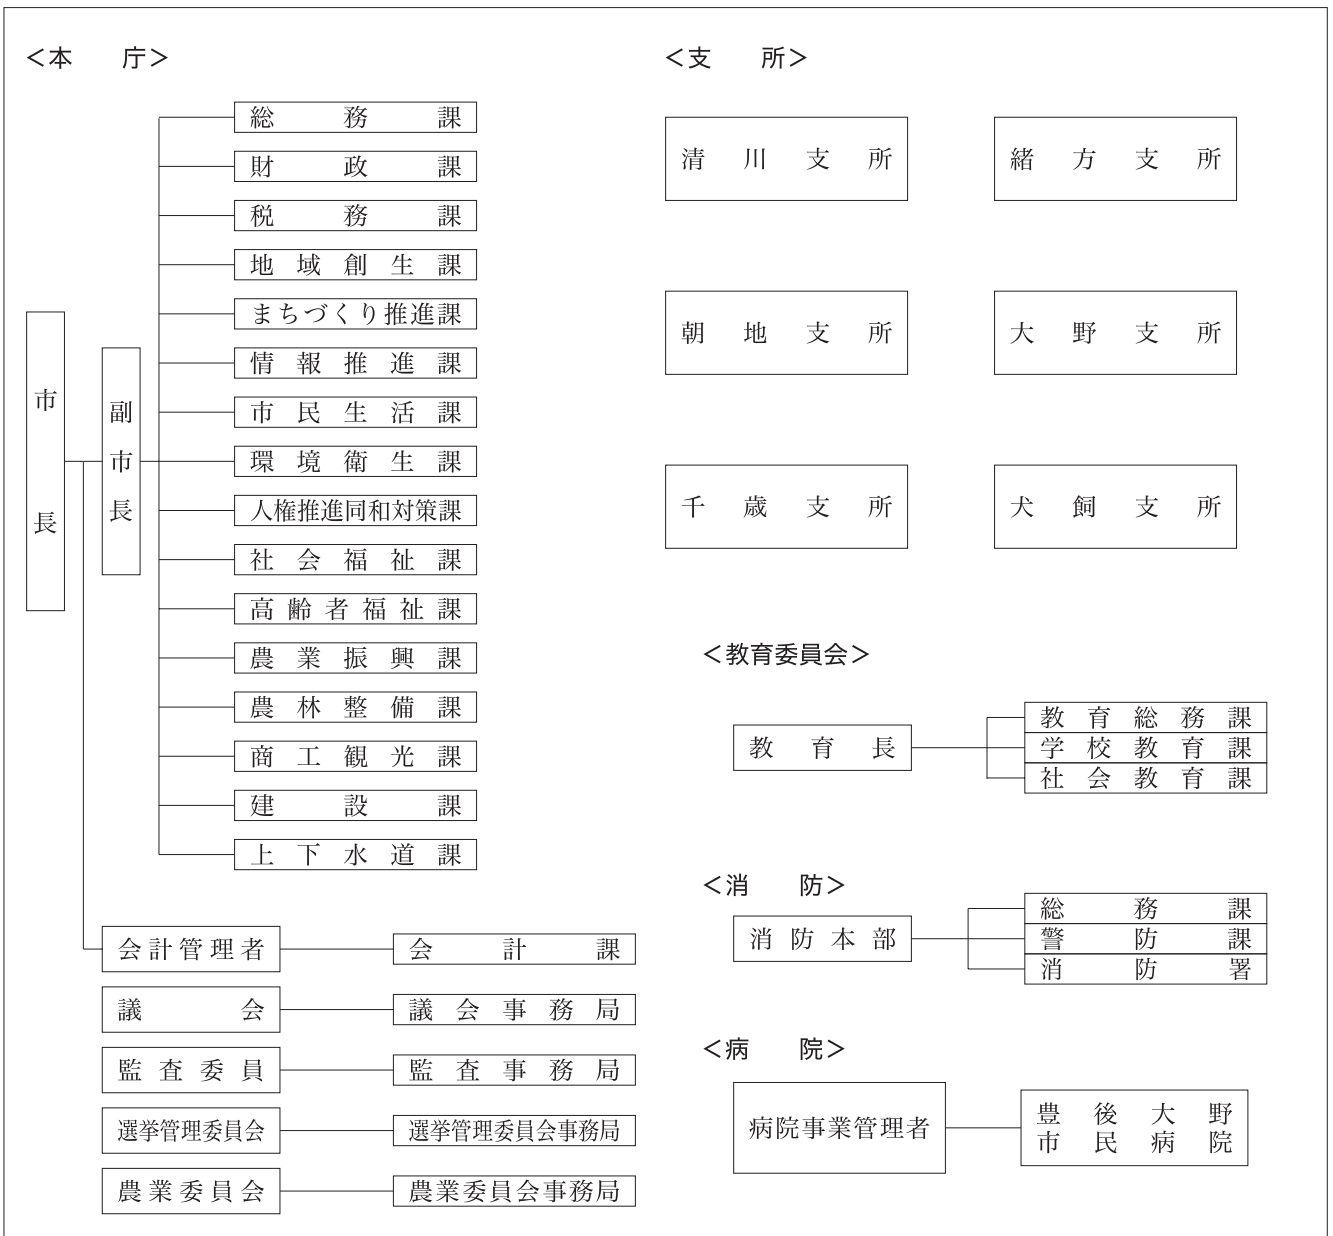 ＜本　庁＞
市長
副市長
総務課
財政課
税務課
地域創生課
まちづくり推進課
情報推進課
市民生活課
環境衛生課
人権推進同和対策課
社会福祉課
高齢者福祉課
農業振興課
農林整備課
商工観光課
建設課
上下水道課
会計管理者
会計課
議会
議会事務局
監査委員
監査事務局
選挙管理委員会
選挙管理委員会事務局
農業委員会
農業委員会事務局
＜支　所＞
清川支所
緒方支所
朝地支所
大野支所
千歳支所
犬飼支所
＜教育委員会＞
教育長
教育総務課
学校教育課
社会教育課
＜消　防＞
消防本部
総務課
警防課
消防署
＜病　院＞
病院事業管理者
豊後大野
市民病院